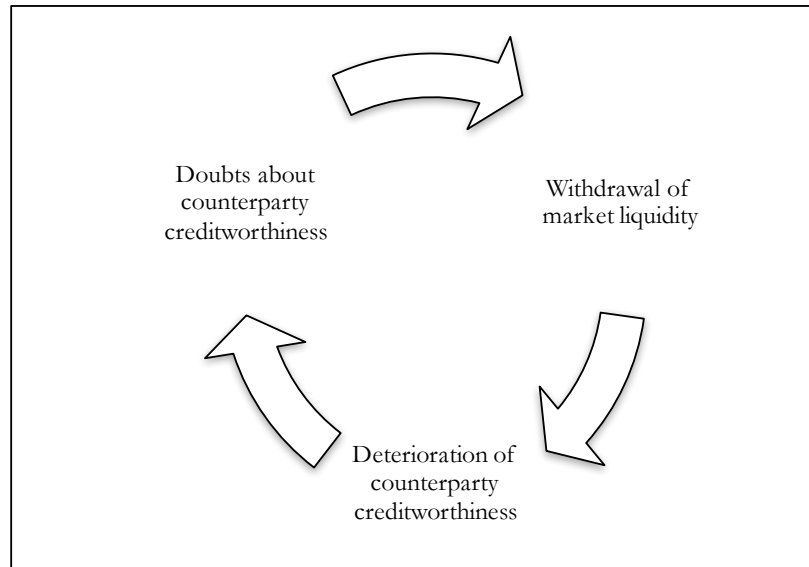 Doubts about
counterparty
creditworthiness
Withdrawal of
market liquidity
Deterioration of
counterparty
creditworthiness